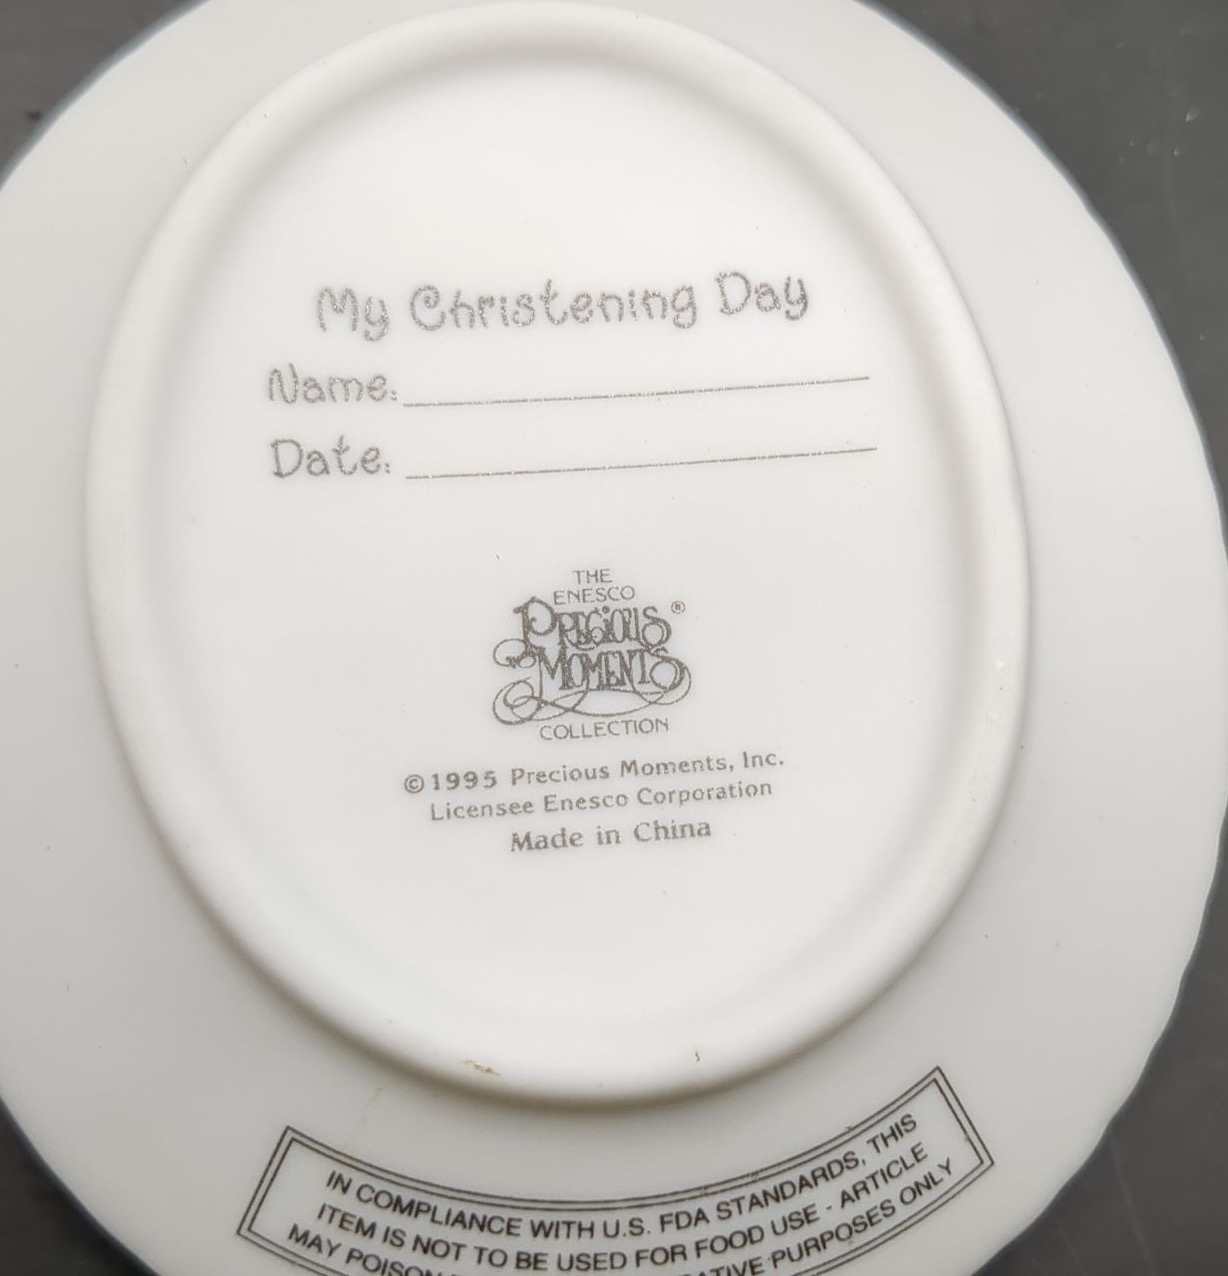 My Christening Day
Name:
Date:
THE
ENESCO
PRECIOUS®
MOMENTS
COLLECTION
©1995 Precious Moments, Inc.
Licensee Enesco Corporation
Made in China
IN COMPLIANCE WITH U.S. FDA STANDARDS, THIS
ITEM IS NOT TO BE USED FOR FOOD USE - ARTICLE
MAY POISON PURPOSES ONLY